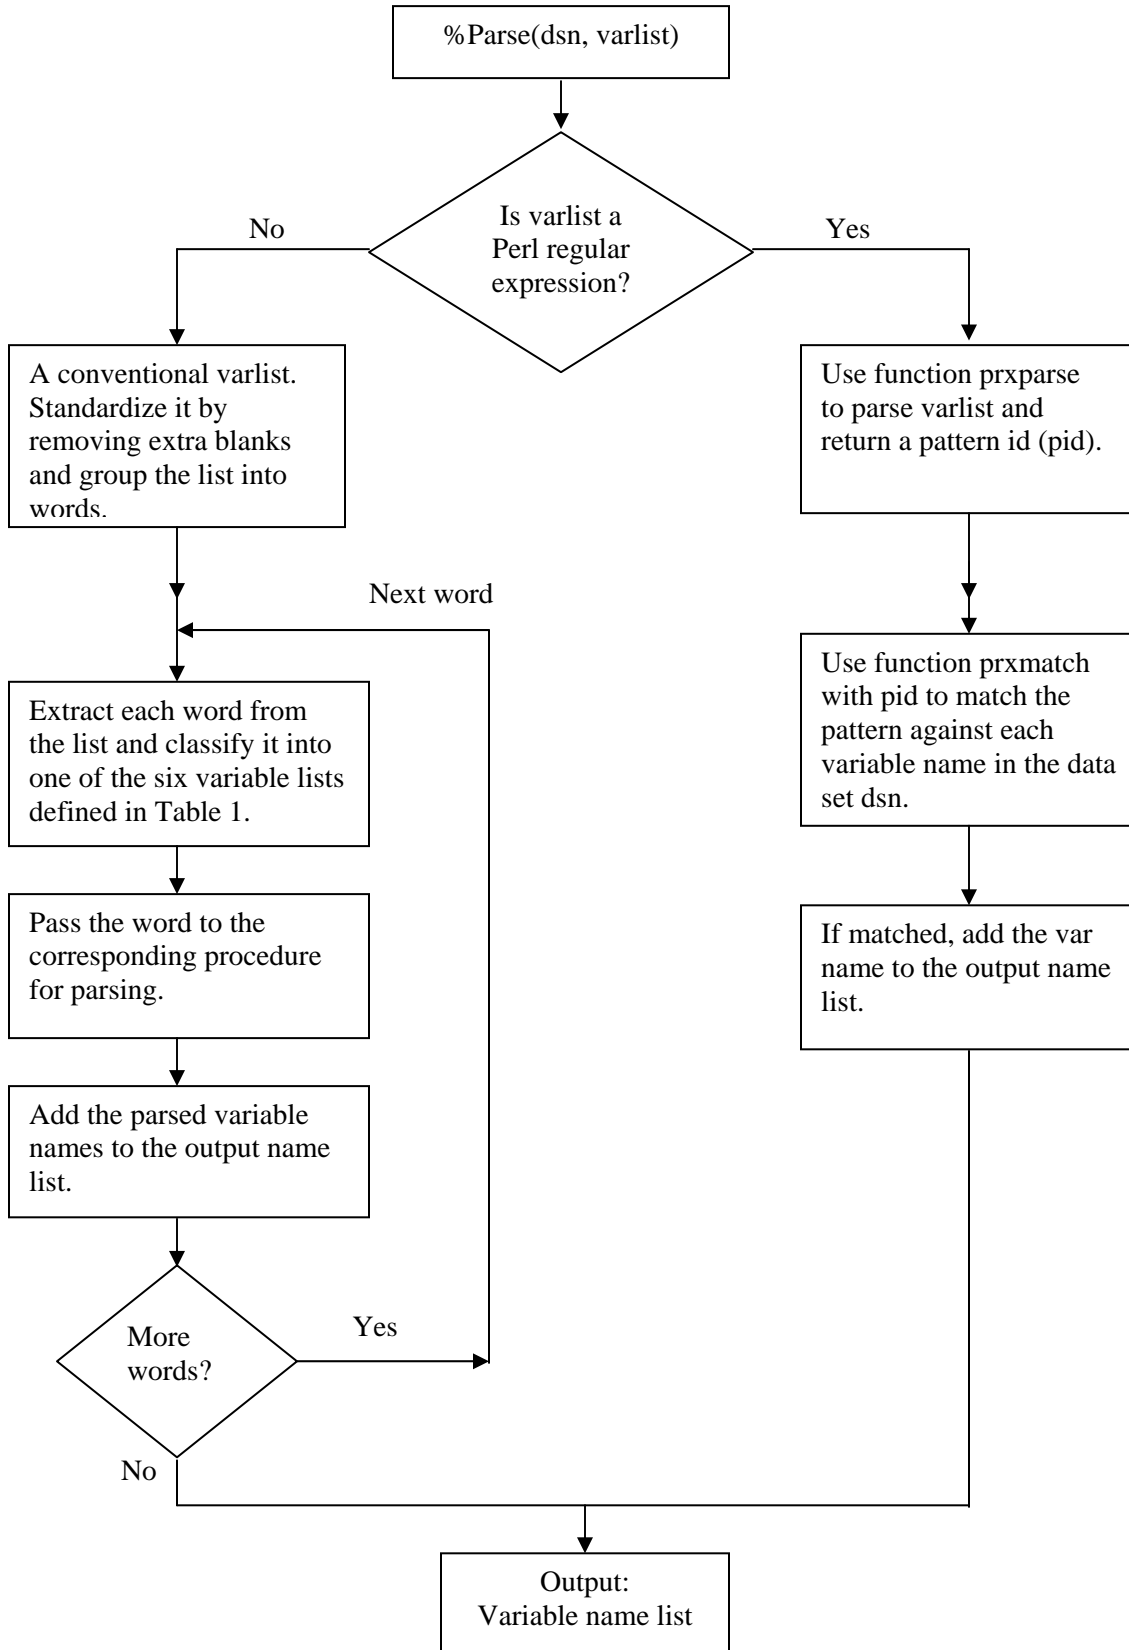 %Parse(dsn, varlist)
Is varlist a
Perl regular
expression?
No
Yes
A conventional varlist.
Standardize it by
removing extra blanks
and group the list into
words.
Use function prxparse
to parse varlist and
return a pattern id (pid).
Next word
Extract each word from
the list and classify it into
one of the six variable lists
defined in Table 1.
Use function prxmatch
with pid to match the
pattern against each
variable name in the data
set dsn.
Pass the word to the
corresponding procedure
for parsing.
If matched, add the var
name to the output name
list.
Add the parsed variable
names to the output name
list.
More
words?
Yes
No
Output:
Variable name list